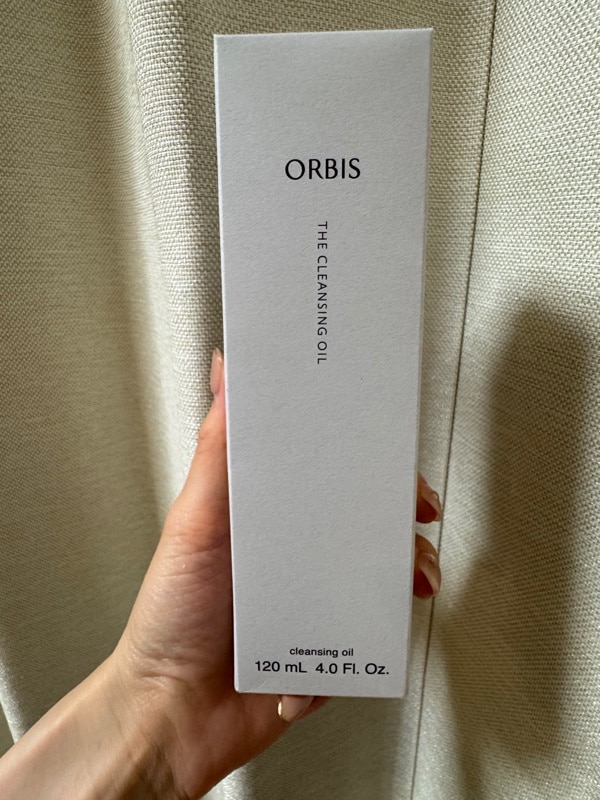 ORBIS
THE CLEANSING OIL
cleansing oil
120 mL 4.0 Fl. Oz.